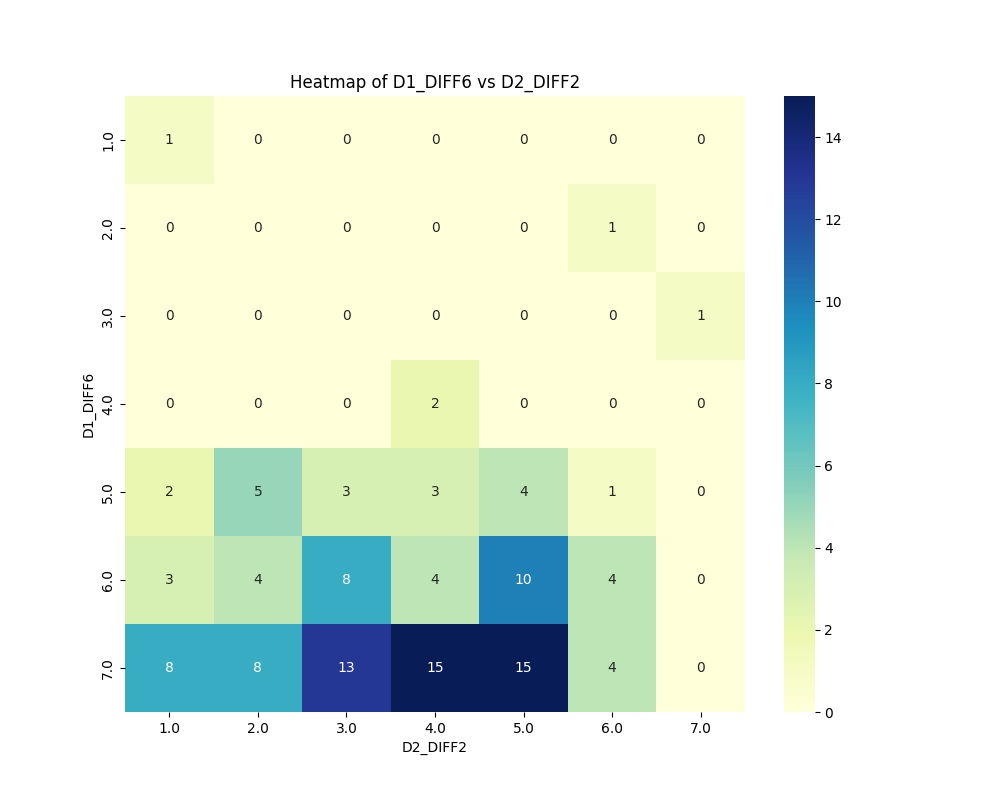 Heatmap of D1_DIFF6 vs D2_DIFF2
D1_DIFF6
1.0 1 0 0 0 0 0 0
2.0 0 0 0 0 0 1 0
3.0 0 0 0 0 0 0 1
4.0 0 0 0 2 0 0 0
5.0 2 5 3 3 4 1 0
6.0 3 4 8 4 10 4 0
7.0 8 8 13 15 15 4 0
1.0 2.0 3.0 4.0 5.0 6.0 7.0
D2_DIFF2
14
12
10
8
6
4
2
0